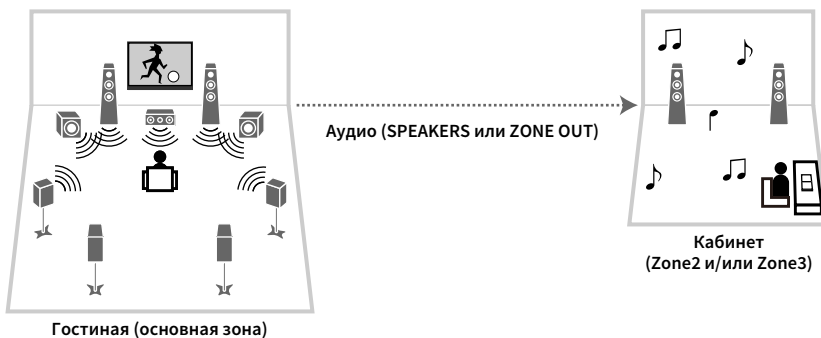 Аудио (SPEAKERS или ZONE OUT)
Кабинет
(Zone2 и/или Zone3)
Гостиная (основная зона)